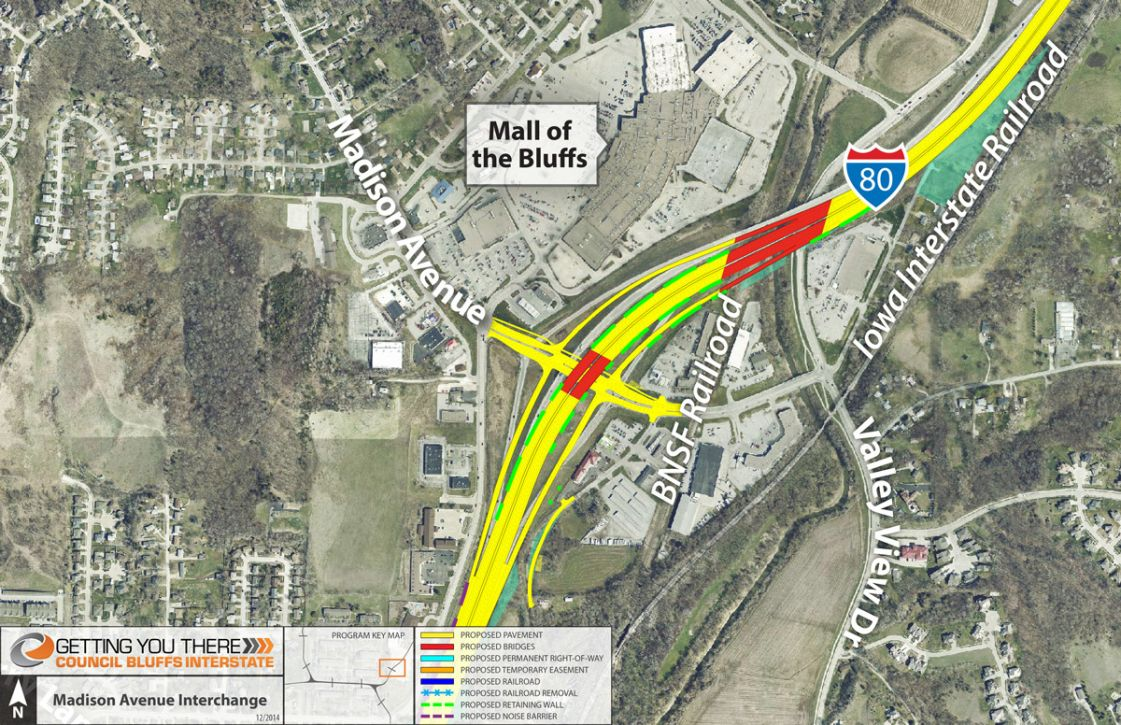 Madison Avenue
Mall of
the Bluffs
80
Iowa Interstate Railroad
BNSF Railroad
Valley View Dr
GETTING YOU THERE
COUNCIL BLUFFS INTERSTATE
Madison Avenue Interchange
12/2014
N
PROGRAM KEY MAP
PROPOSED PAVEMENT
PROPOSED BRIDGES
PROPOSED PERMANENT RIGHT-OF-WAY
PROPOSED TEMPORARY EASEMENT
PROPOSED RAILROAD
PROPOSED RAILROAD REMOVAL
PROPOSED RETAINING WALL
PROPOSED NOISE BARRIER